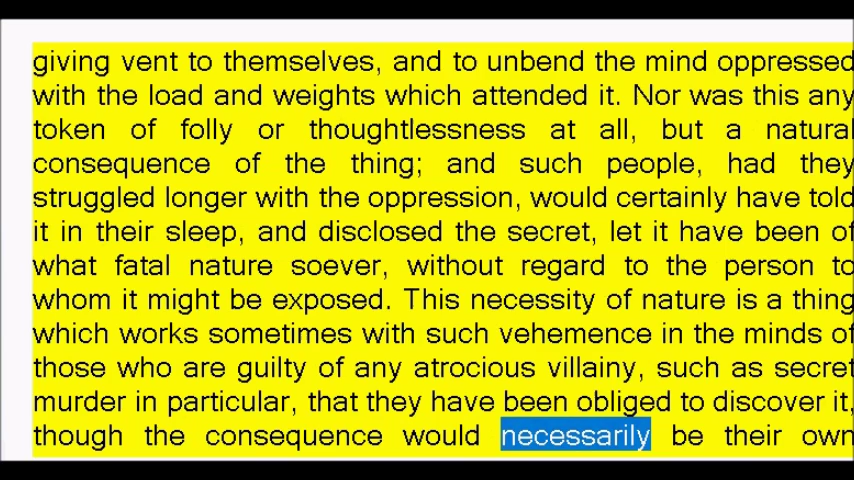 giving vent to themselves, and to unbend the mind oppressed
with the load and weights which attended it. Nor was this any
token of folly or thoughtlessness at all, but a natural
consequence of the thing; and such people, had they
struggled longer with the oppression, would certainly have told
it in their sleep, and disclosed the secret, let it have been of
what fatal nature soever, without regard to the person to
whom it might be exposed. This necessity of nature is a thing
which works sometimes with such vehemence in the minds of
those who are guilty of any atrocious villainy, such as secret
murder in particular, that they have been obliged to discover it,
though the consequence would necessarily be their own